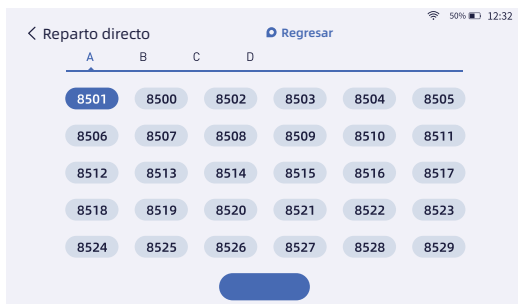 50% 12:32
Reparto directo Regresar
A B C D
8501 8500 8502 8503 8504 8505
8506 8507 8508 8509 8510 8511
8512 8513 8514 8515 8516 8517
8518 8519 8520 8521 8522 8523
8524 8525 8526 8527 8528 8529